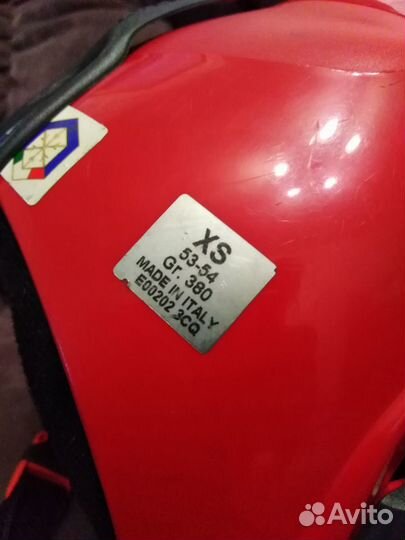 XS
53-54
Gr. 380
MADE IN ITALY
E00202 3CQ
Avito